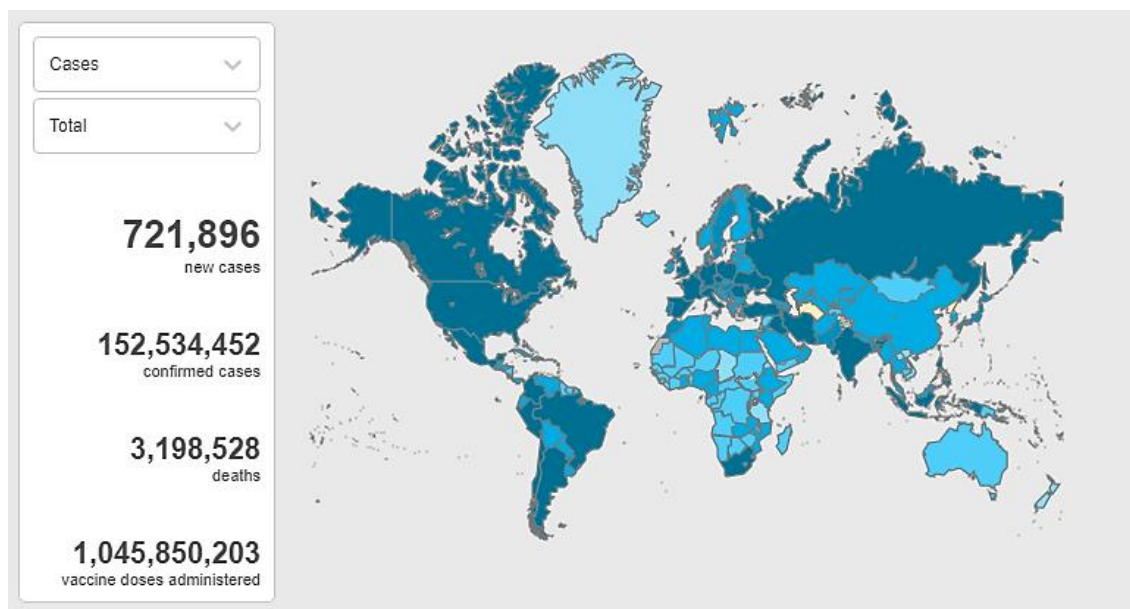 Cases
Total
721,896
new cases
152,534,452
confirmed cases
3,198,528
deaths
1,045,850,203
vaccine doses administered